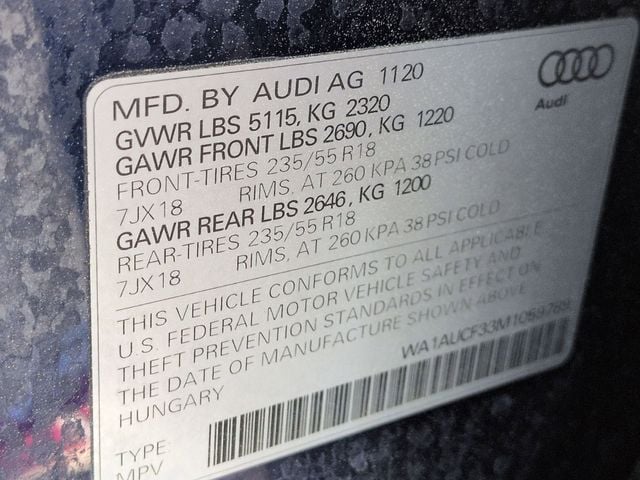 MFD. BY AUDI AG 1120
Audi
GVWR LBS 5115, KG 2320
GAWR FRONT LBS 2690, KG 1220
FRONT-TIRES 235/55 R18
7JX18 RIMS, AT 260 KPA 38 PSI COLD
GAWR REAR LBS 2646, KG 1200
REAR-TIRES 235/55 R18
7JX18 RIMS, AT 260 KPA 38 PSI COLD
THIS VEHICLE CONFORMS TO ALL APPLICABLE
U.S. FEDERAL MOTOR VEHICLE SAFETY AND
THEFT PREVENTION STANDARDS IN EFFECT ON
THE DATE OF MANUFACTURE SHOWN ABOVE
HUNGARY WA1AUCF33M1059769
TYPE:
MPV